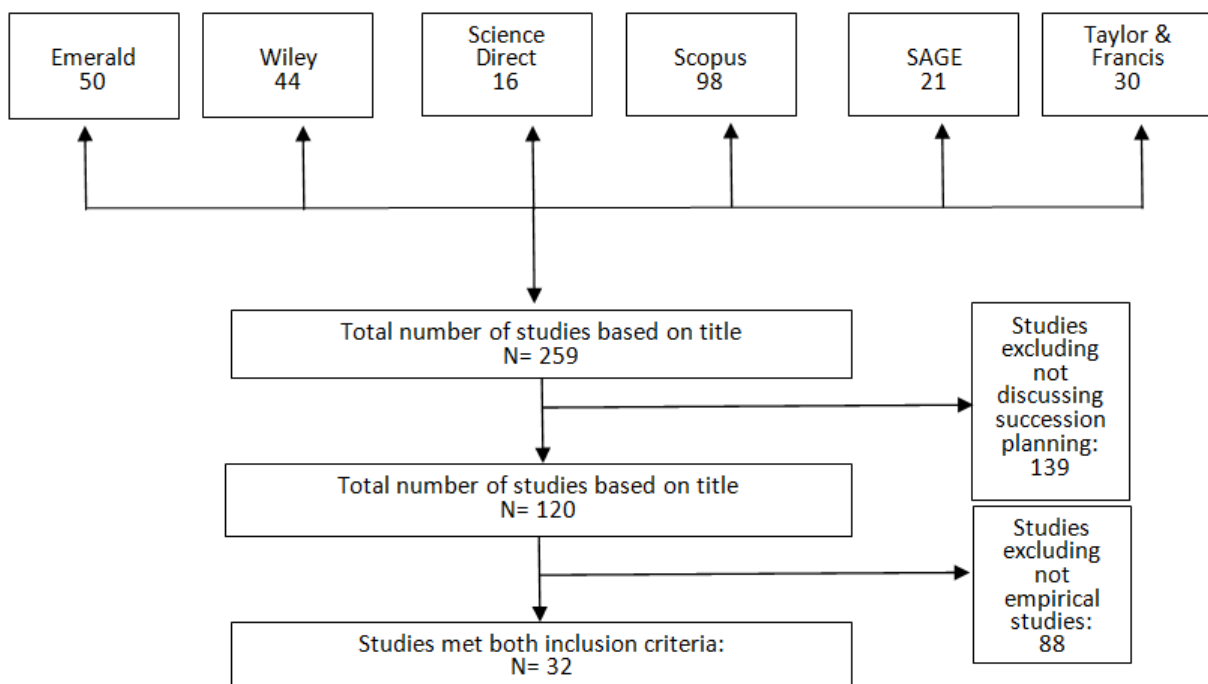 Emerald
50
Wiley
44
Science
Direct
16
Scopus
98
SAGE
21
Taylor &
Francis
30
Total number of studies based on title
N= 259
Studies
excluding
not
discussing
succession
planning:
139
Total number of studies based on title
N= 120
Studies
excluding
not
empirical
studies:
88
Studies met both inclusion criteria:
N= 32